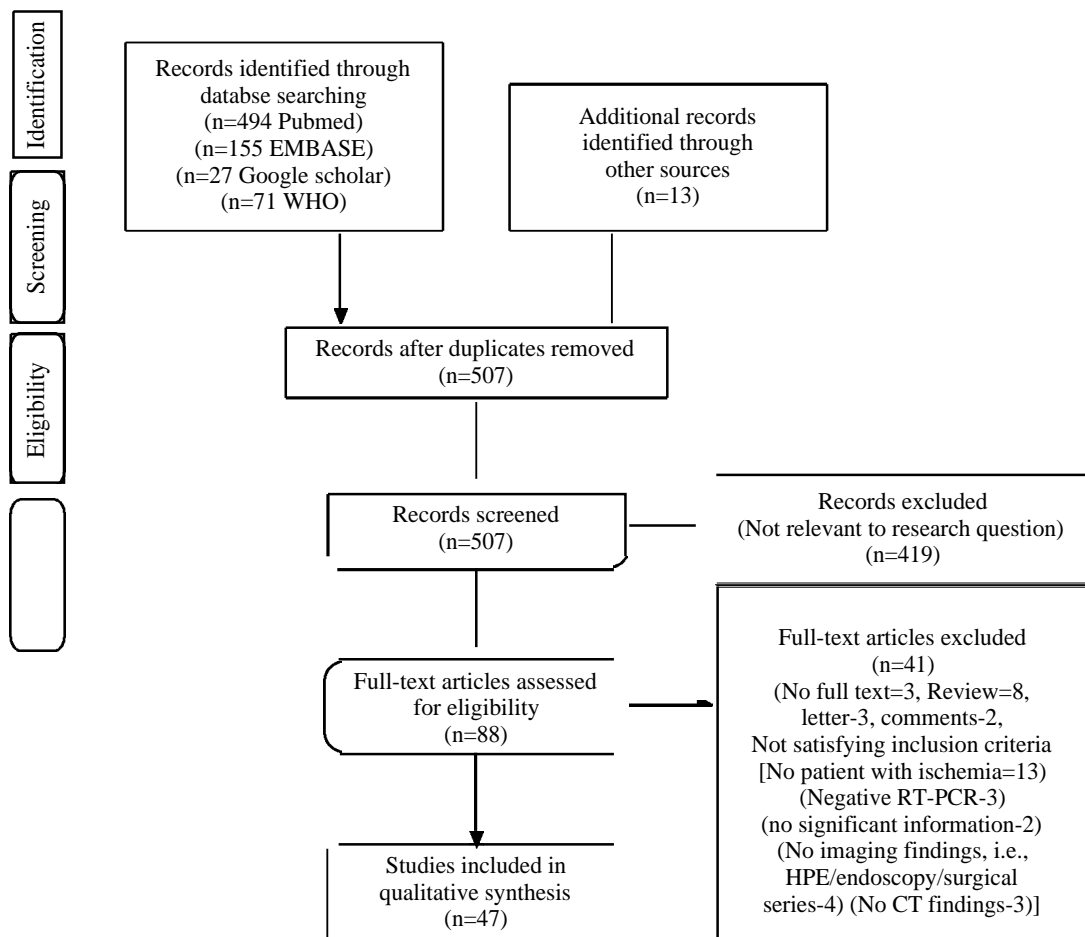 Identification
Records identified through
databse searching
(n=494 Pubmed)
(n=155 EMBASE)
(n=27 Google scholar)
(n=71 WHO)
Additional records
identified through
other sources
(n=13)
Screening
Records after duplicates removed
(n=507)
Eligibility
Records screened
(n=507)
Records excluded
(Not relevant to research question)
(n=419)
Full-text articles assessed
for eligibility
(n=88)
Full-text articles excluded
(n=41)
(No full text=3, Review=8,
letter-3, comments-2,
Not satisfying inclusion criteria
[No patient with ischemia=13)
(Negative RT-PCR-3)
(no significant information-2)
(No imaging findings, i.e.,
HPE/endoscopy/surgical
series-4) (No CT findings-3)]
Studies included in
qualitative synthesis
(n=47)